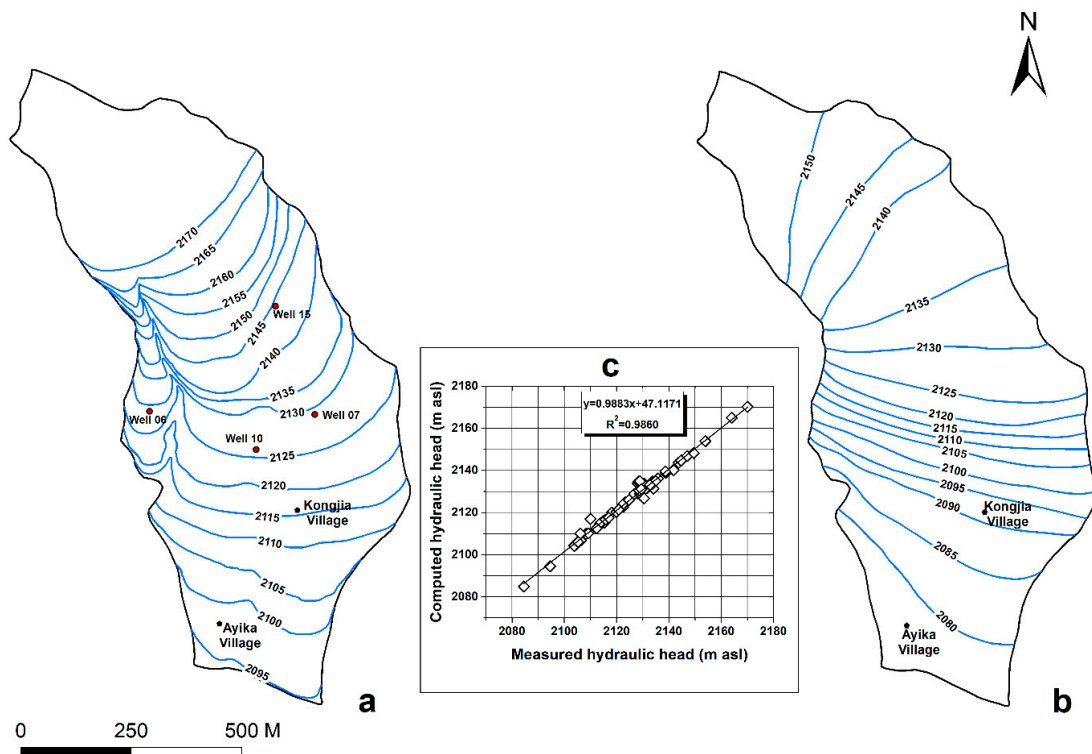 N
2170
2165
2160
2155
2150
2145
2140
2135
2130
2125
2120
2115
2110
2105
2100
2095
Well 15
Well 07
Well 06
Well 10
Kongjia
Village
Ayika
Village
a
0 250 500 M
c
y=0.9883x+47.1171
R²=0.9860
Computed hydraulic head (m asl)
2180
2160
2140
2120
2100
2080
2080 2100 2120 2140 2160 2180
Measured hydraulic head (m asl)
2150
2145
2140
2135
2130
2125
2120
2115
2110
2105
2100
2095
2090
2085
2080
Kongjia
Village
Ayika
Village
b